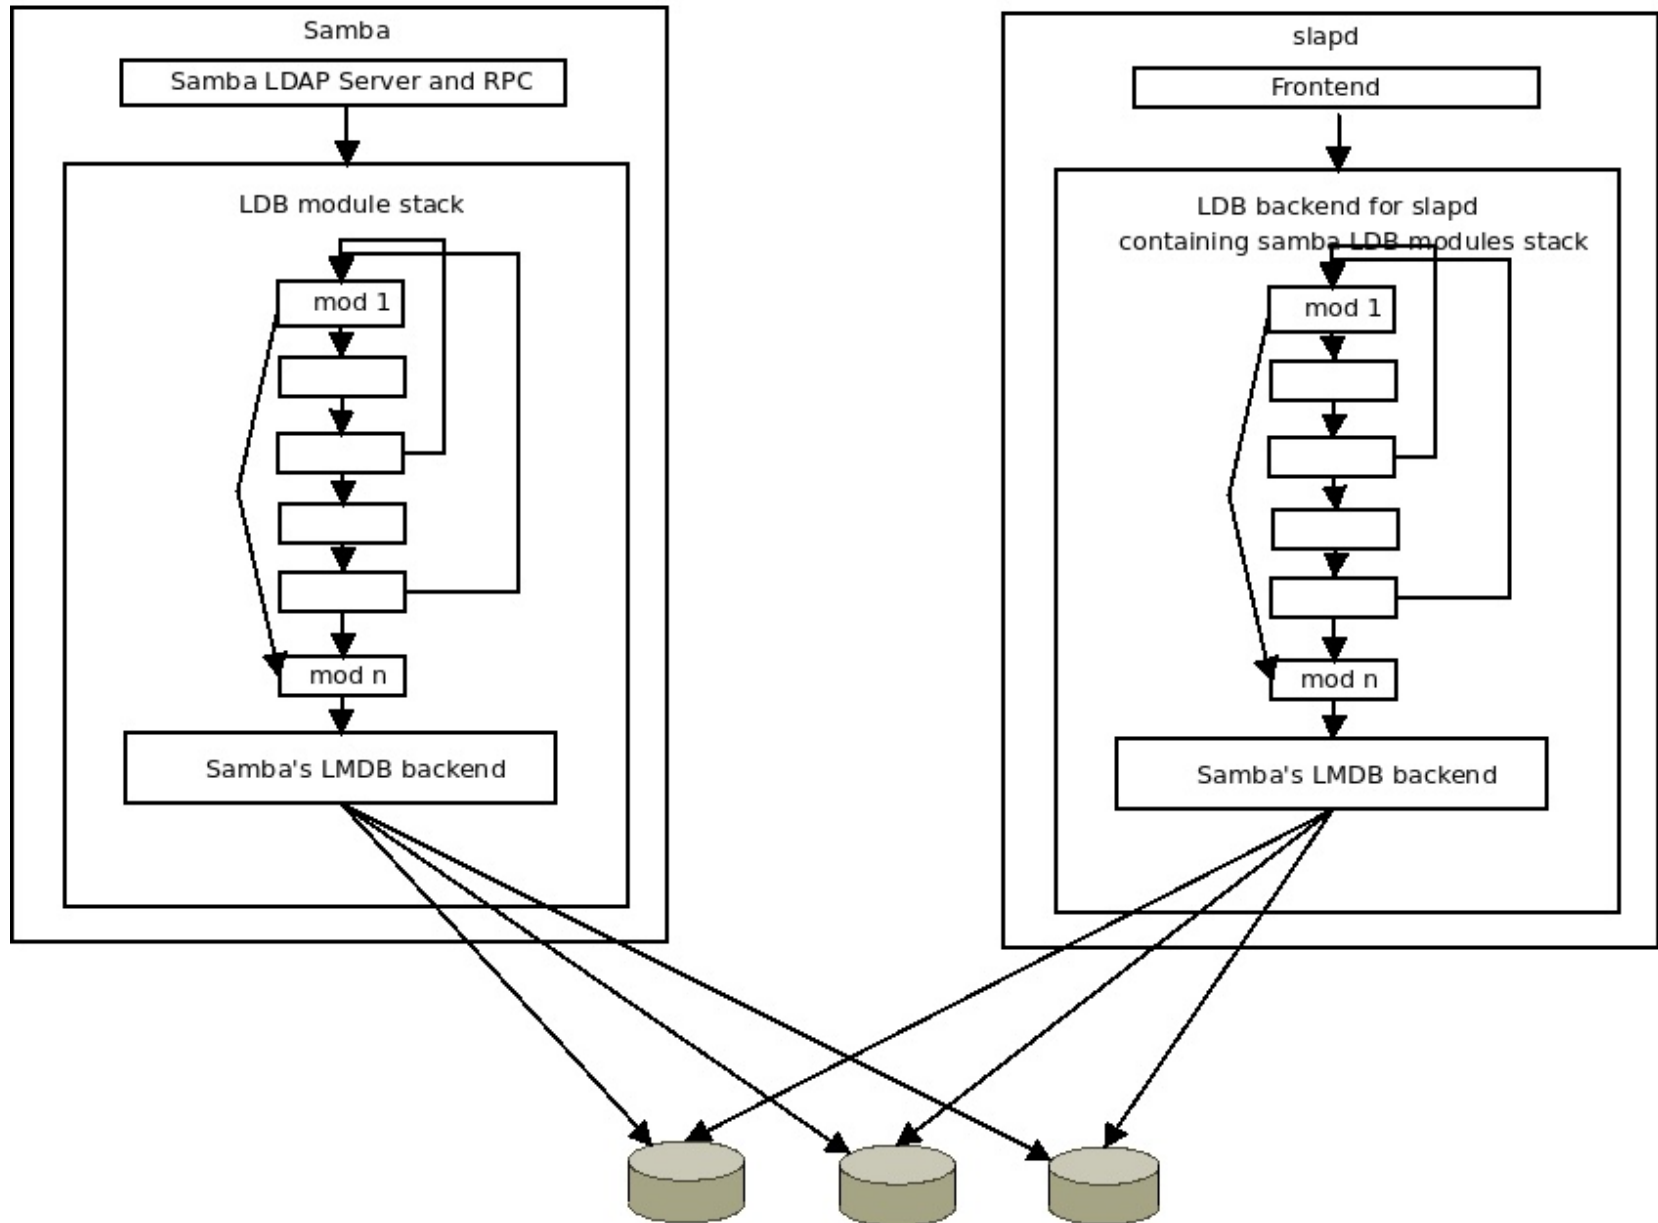 Samba
Samba LDAP Server and RPC
LDB module stack
mod 1
mod n
Samba's LMDB backend
slapd
Frontend
LDB backend for slapd
containing samba LDB modules stack
mod 1
mod n
Samba's LMDB backend